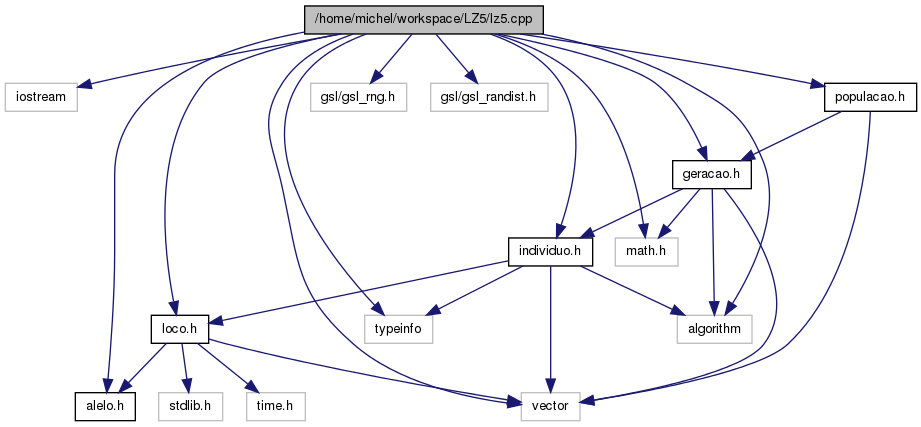 /home/michel/workspace/LZ5/lz5.cpp
iostream
gsl/gsl_rng.h
gsl/gsl_randist.h
populacao.h
geracao.h
individuo.h
math.h
loco.h
typeinfo
algorithm
alelo.h
stdlib.h
time.h
vector